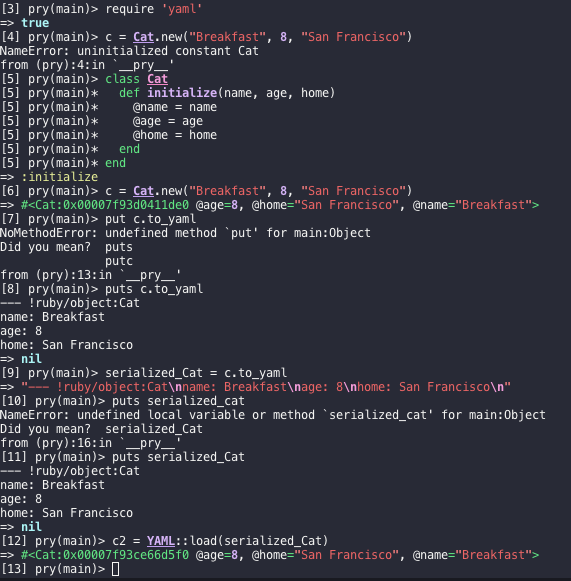 [3] pry(main)> require 'yaml'
=> true
[4] pry(main)> c = Cat.new("Breakfast", 8, "San Francisco")
NameError: uninitialized constant Cat
from (pry):4:in `__pry__'
[5] pry(main)> class Cat
[5] pry(main)*   def initialize(name, age, home)
[5] pry(main)*     @name = name
[5] pry(main)*     @age = age
[5] pry(main)*     @home = home
[5] pry(main)*   end
[5] pry(main)* end
=> :initialize
[6] pry(main)> c = Cat.new("Breakfast", 8, "San Francisco")
=> #<Cat:0x00007f93d0411de0 @age=8, @home="San Francisco", @name="Breakfast">
[7] pry(main)> put c.to_yaml
NoMethodError: undefined method `put' for main:Object
Did you mean?  puts
               putc
from (pry):13:in `__pry__'
[8] pry(main)> puts c.to_yaml
--- !ruby/object:Cat
name: Breakfast
age: 8
home: San Francisco
=> nil
[9] pry(main)> serialized_Cat = c.to_yaml
=> "--- !ruby/object:Cat\nname: Breakfast\nage: 8\nhome: San Francisco\n"
[10] pry(main)> puts serialized_cat
NameError: undefined local variable or method `serialized_cat' for main:Object
Did you mean?  serialized_Cat
from (pry):16:in `__pry__'
[11] pry(main)> puts serialized_Cat
--- !ruby/object:Cat
name: Breakfast
age: 8
home: San Francisco
=> nil
[12] pry(main)> c2 = YAML::load(serialized_Cat)
=> #<Cat:0x00007f93ce66d5f0 @age=8, @home="San Francisco", @name="Breakfast">
[13] pry(main)>